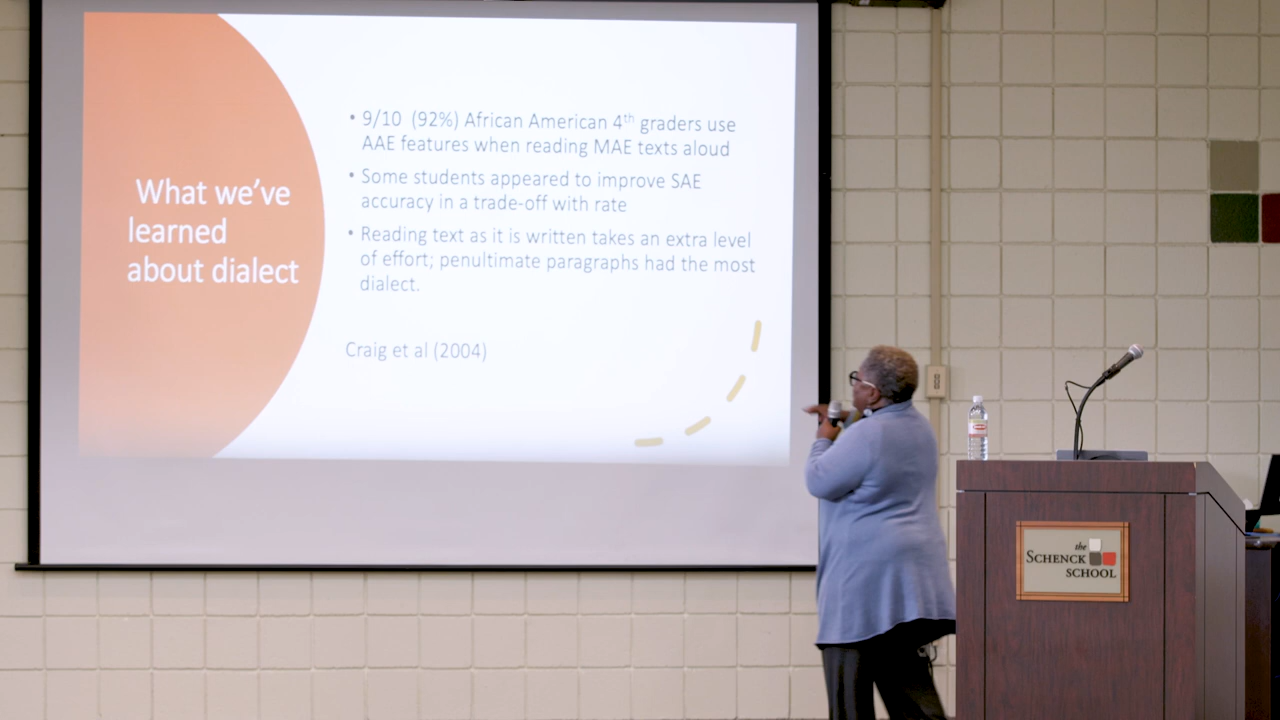 What we've
learned
about dialect
• 9/10 (92%) African American 4th graders use
AAE features when reading MAE texts aloud
• Some students appeared to improve SAE
accuracy in a trade-off with rate
• Reading text as it is written takes an extra level
of effort; penultimate paragraphs had the most
dialect.
Craig et al (2004)
the
SCHENCK
SCHOOL